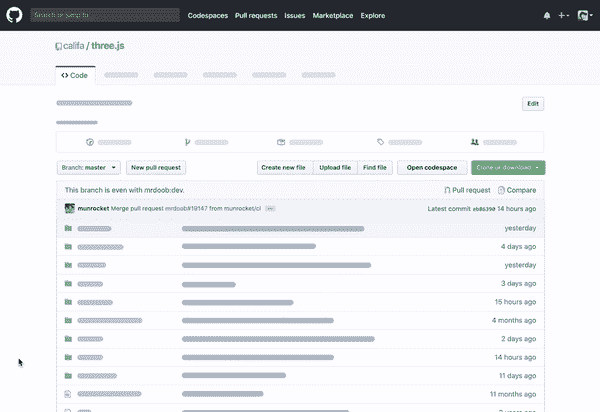 Search or jump to...
Codespaces Pull requests Issues Marketplace Explore
califa / three.js
Code
Edit
Branch: master
New pull request
Create new file
Upload file
Find file
Open codespace
Clone or download
This branch is even with mrdoob:dev.
Pull request
Compare
munrocket Merge pull request mrdoob#18147 from munrocket/cl ...
Latest commit 14 hours ago
yesterday
4 days ago
yesterday
3 days ago
15 hours ago
4 months ago
2 days ago
14 hours ago
11 days ago
11 months ago